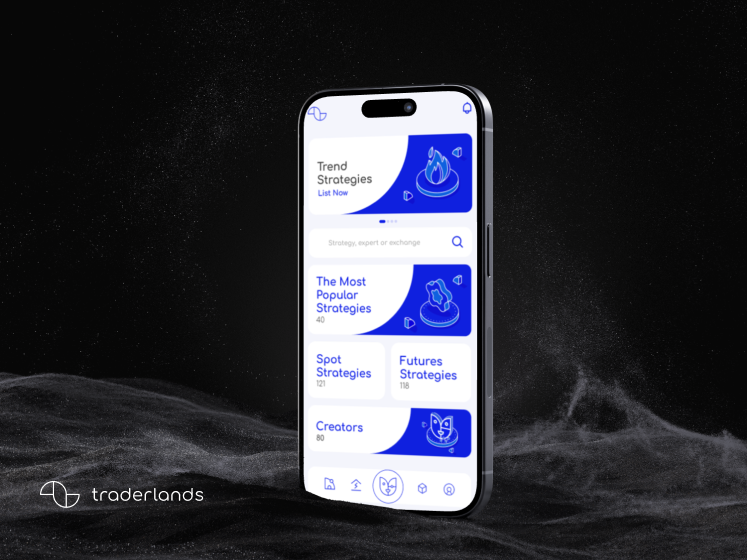 Trend
Strategies
List Now
Strategy, expert or exchange
The Most
Popular
Strategies
40
Spot
Strategies
121
Futures
Strategies
118
Creators
80
traderlands